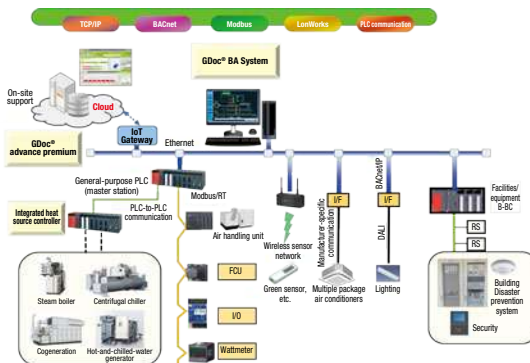 TCP/IP
BACnet
Modbus
LonWorks
PLC communication
GDoc® BA System
On-site
support
Cloud
IoT
Gateway
GDoc®
advance premium
Ethernet
General-purpose PLC
(master station)
Modbus/RT
PLC-to-PLC
communication
Integrated heat
source controller
Steam boiler
Centrifugal chiller
Cogeneration
Hot-and-chilled-water
generator
Air handling unit
FCU
I/O
Wattmeter
Wireless sensor
network
Green sensor,
etc.
Manufacturer-specific
communication
I/F
Multiple package
air conditioners
BACnet/IP
I/F
DALI
Lighting
Facilities/
equipment
B-BC
RS
RS
Building
Disaster
prevention
system
Security